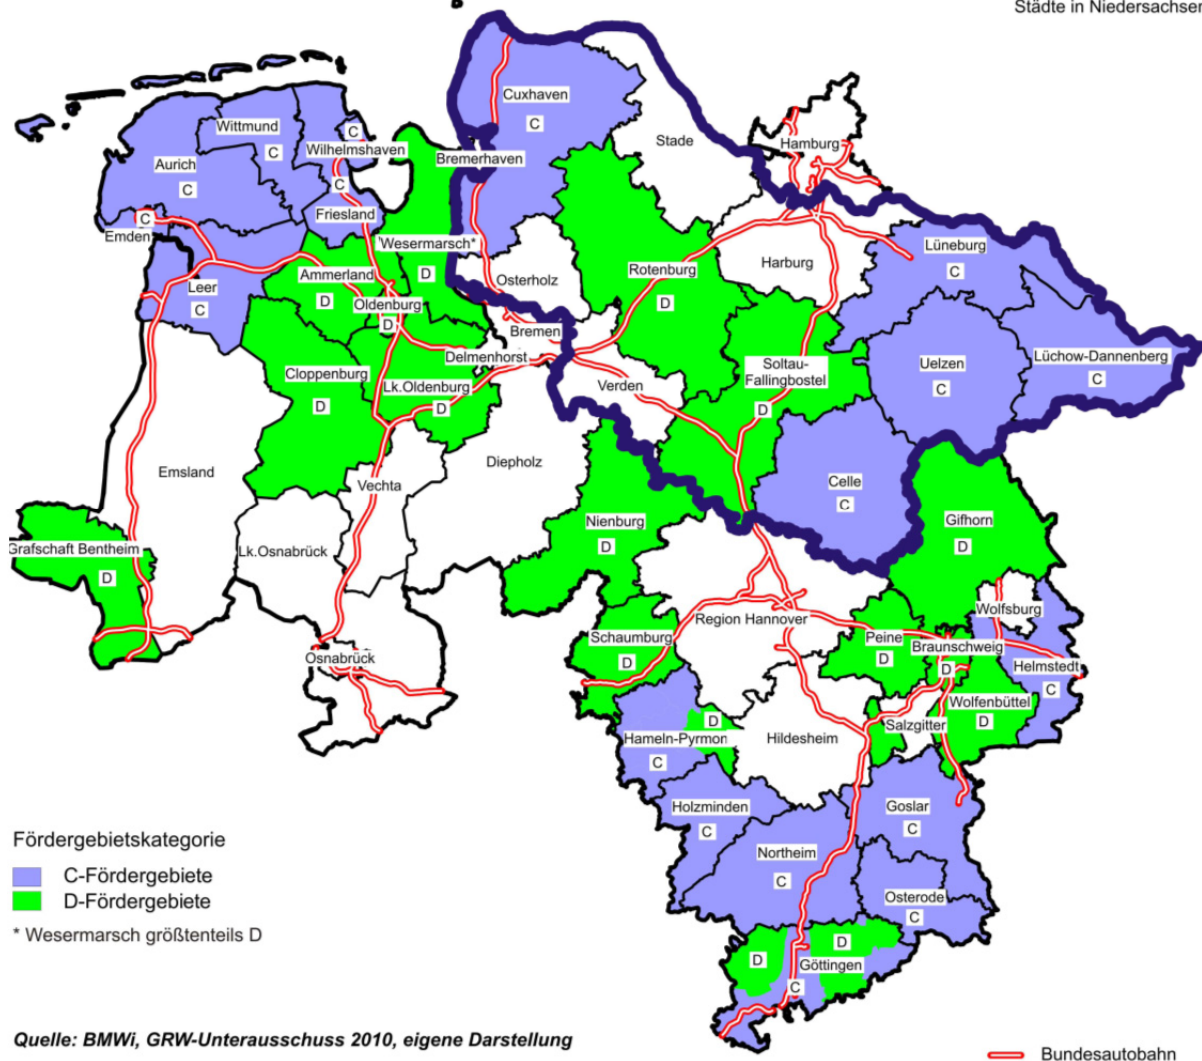 Städte in Niedersachsen
Cuxhaven
C
Wittmund
C
C
Wilhelmshaven
Stade
Hamburg
Aurich
C
Bremerhaven
C
Friesland
C
Emden
Wesermarsch*
D
Lüneburg
C
Ammerland
D
Osterholz
Rotenburg
D
Harburg
Leer
C
Oldenburg
D
Bremen
Delmenhorst
Lüchow-Dannenberg
C
Uelzen
C
Soltau-
Fallingbostel
D
Cloppenburg
D
Lk.Oldenburg
D
Verden
Emsland
Vechta
Diepholz
Celle
C
Nienburg
D
Gifhorn
D
Grafschaft Bentheim
D
Lk.Osnabrück
Wolfsburg
Region Hannover
Schaumburg
D
Peine
D
Braunschweig
D
Helmstedt
C
Osnabrück
Wolfenbüttel
D
D
Hameln-Pyrmon
C
Hildesheim
Salzgitter
Holzminden
C
Goslar
C
Fördergebietskategorie
Northeim
C
C-Fördergebiete
D-Fördergebiete
Osterode
C
* Wesermarsch größtenteils D
D
D
Göttingen
C
Quelle: BMWi, GRW-Unterausschuss 2010, eigene Darstellung
Bundesautobahn